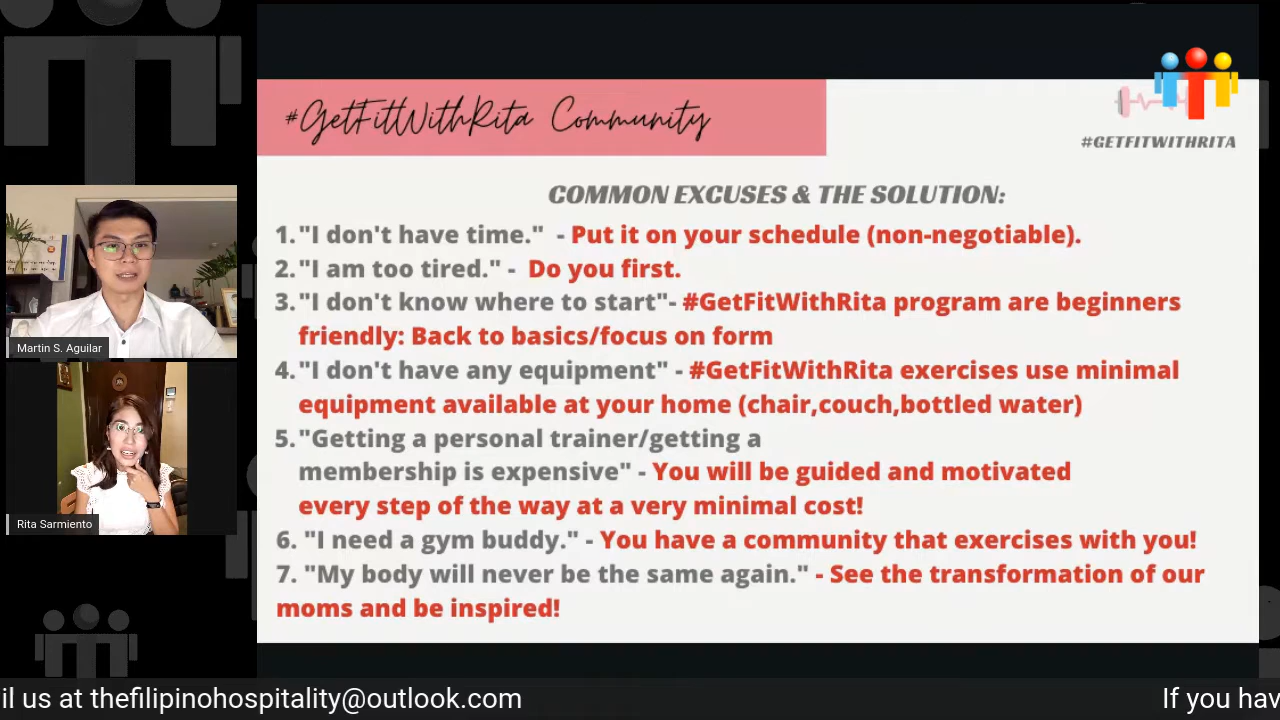 #GetFitWithRita Community
#GETFITWITHRITA
COMMON EXCUSES & THE SOLUTION:
1. "I don't have time." - Put it on your schedule (non-negotiable).
2. "I am too tired." - Do you first.
3. "I don't know where to start"- #GetFitWithRita program are beginners
friendly: Back to basics/focus on form
4. "I don't have any equipment" - #GetFitWithRita exercises use minimal
equipment available at your home (chair,couch,bottled water)
5. "Getting a personal trainer/getting a
membership is expensive" - You will be guided and motivated
every step of the way at a very minimal cost!
6. "I need a gym buddy." - You have a community that exercises with you!
7. "My body will never be the same again." - See the transformation of our
moms and be inspired!
Martin S. Aguilar
Rita Sarmiento
il us at thefilipinohospitality@outlook.com
If you hav